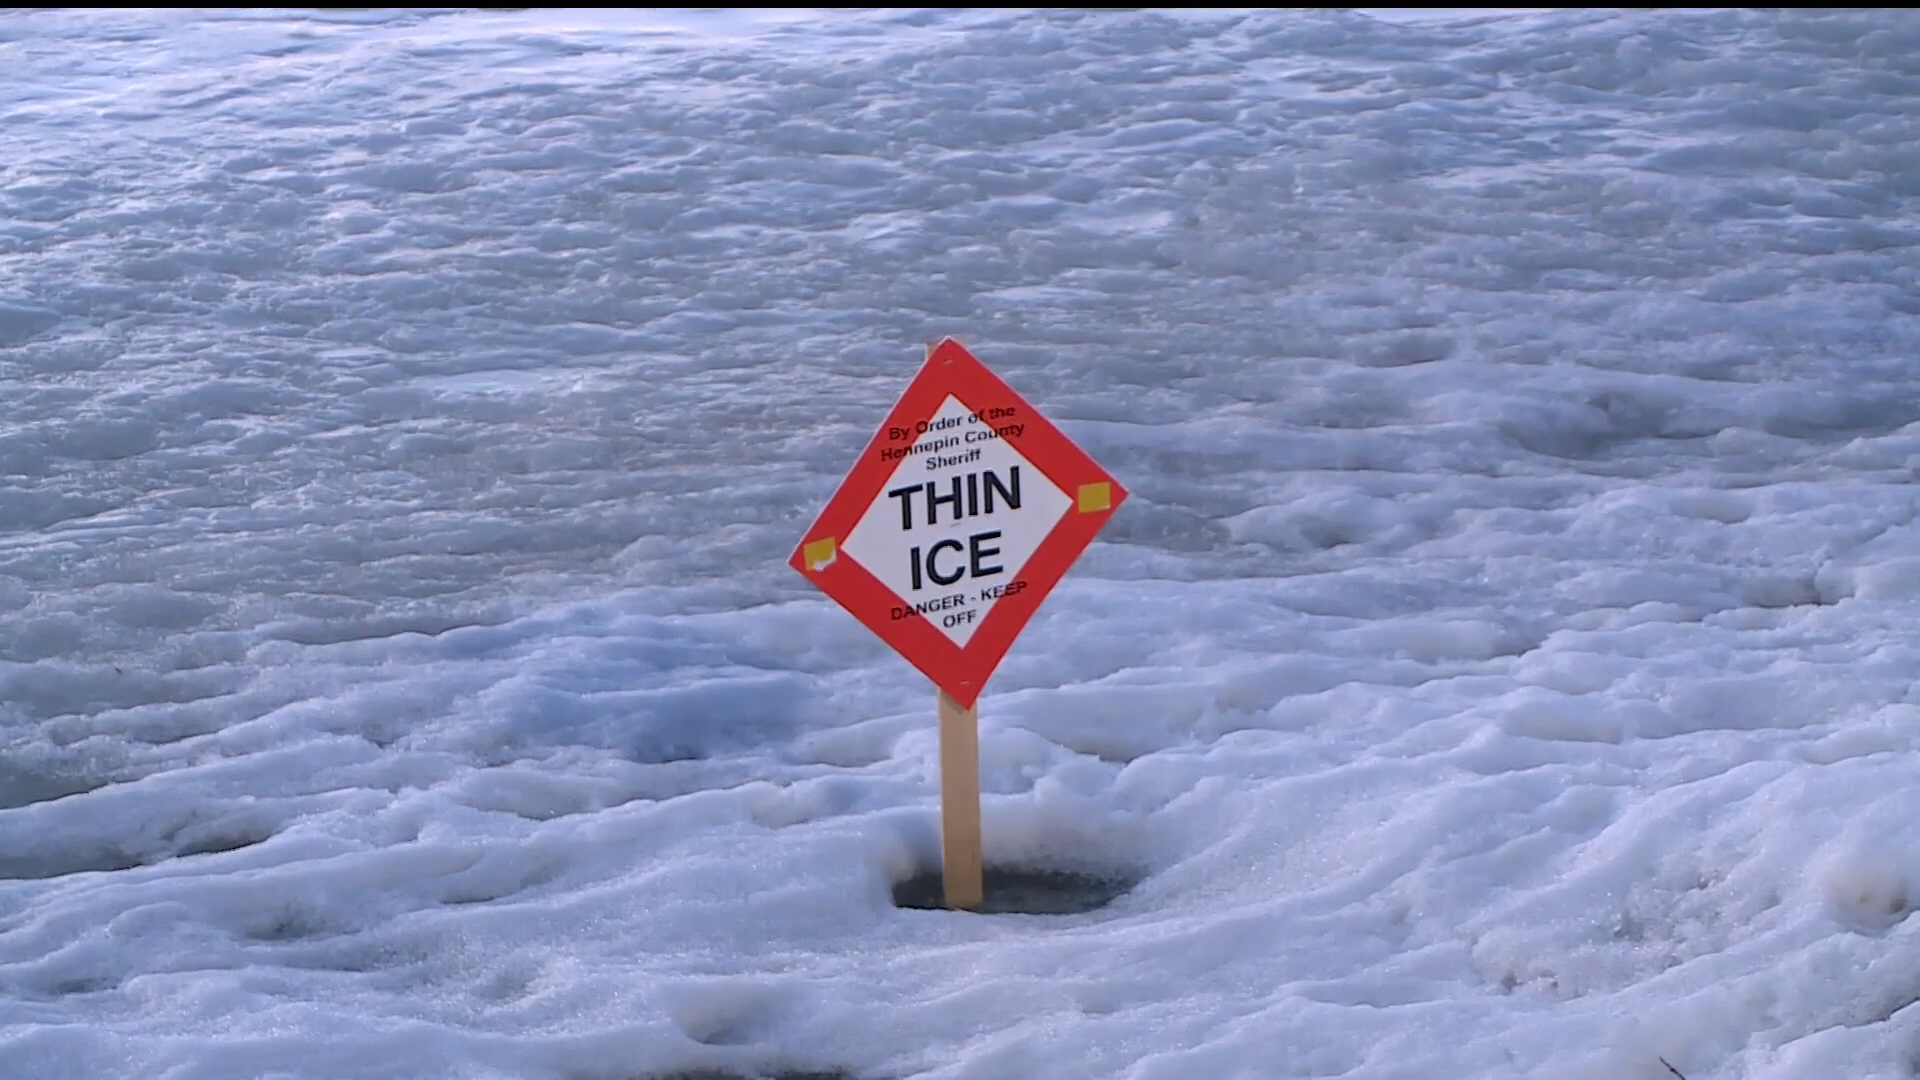 By Order of the
Hennepin County
Sheriff
THIN
ICE
DANGER - KEEP
OFF